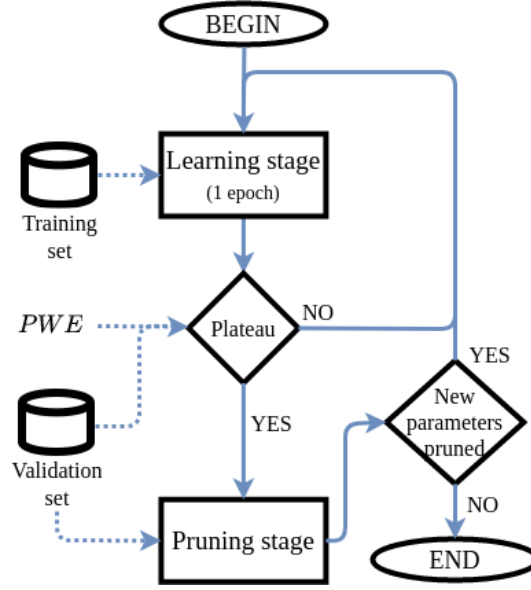 BEGIN
Learning stage
(1 epoch)
Training
set
NO
PWE
Plateau
YES
New
parameters
pruned
YES
Validation
set
NO
Pruning stage
END